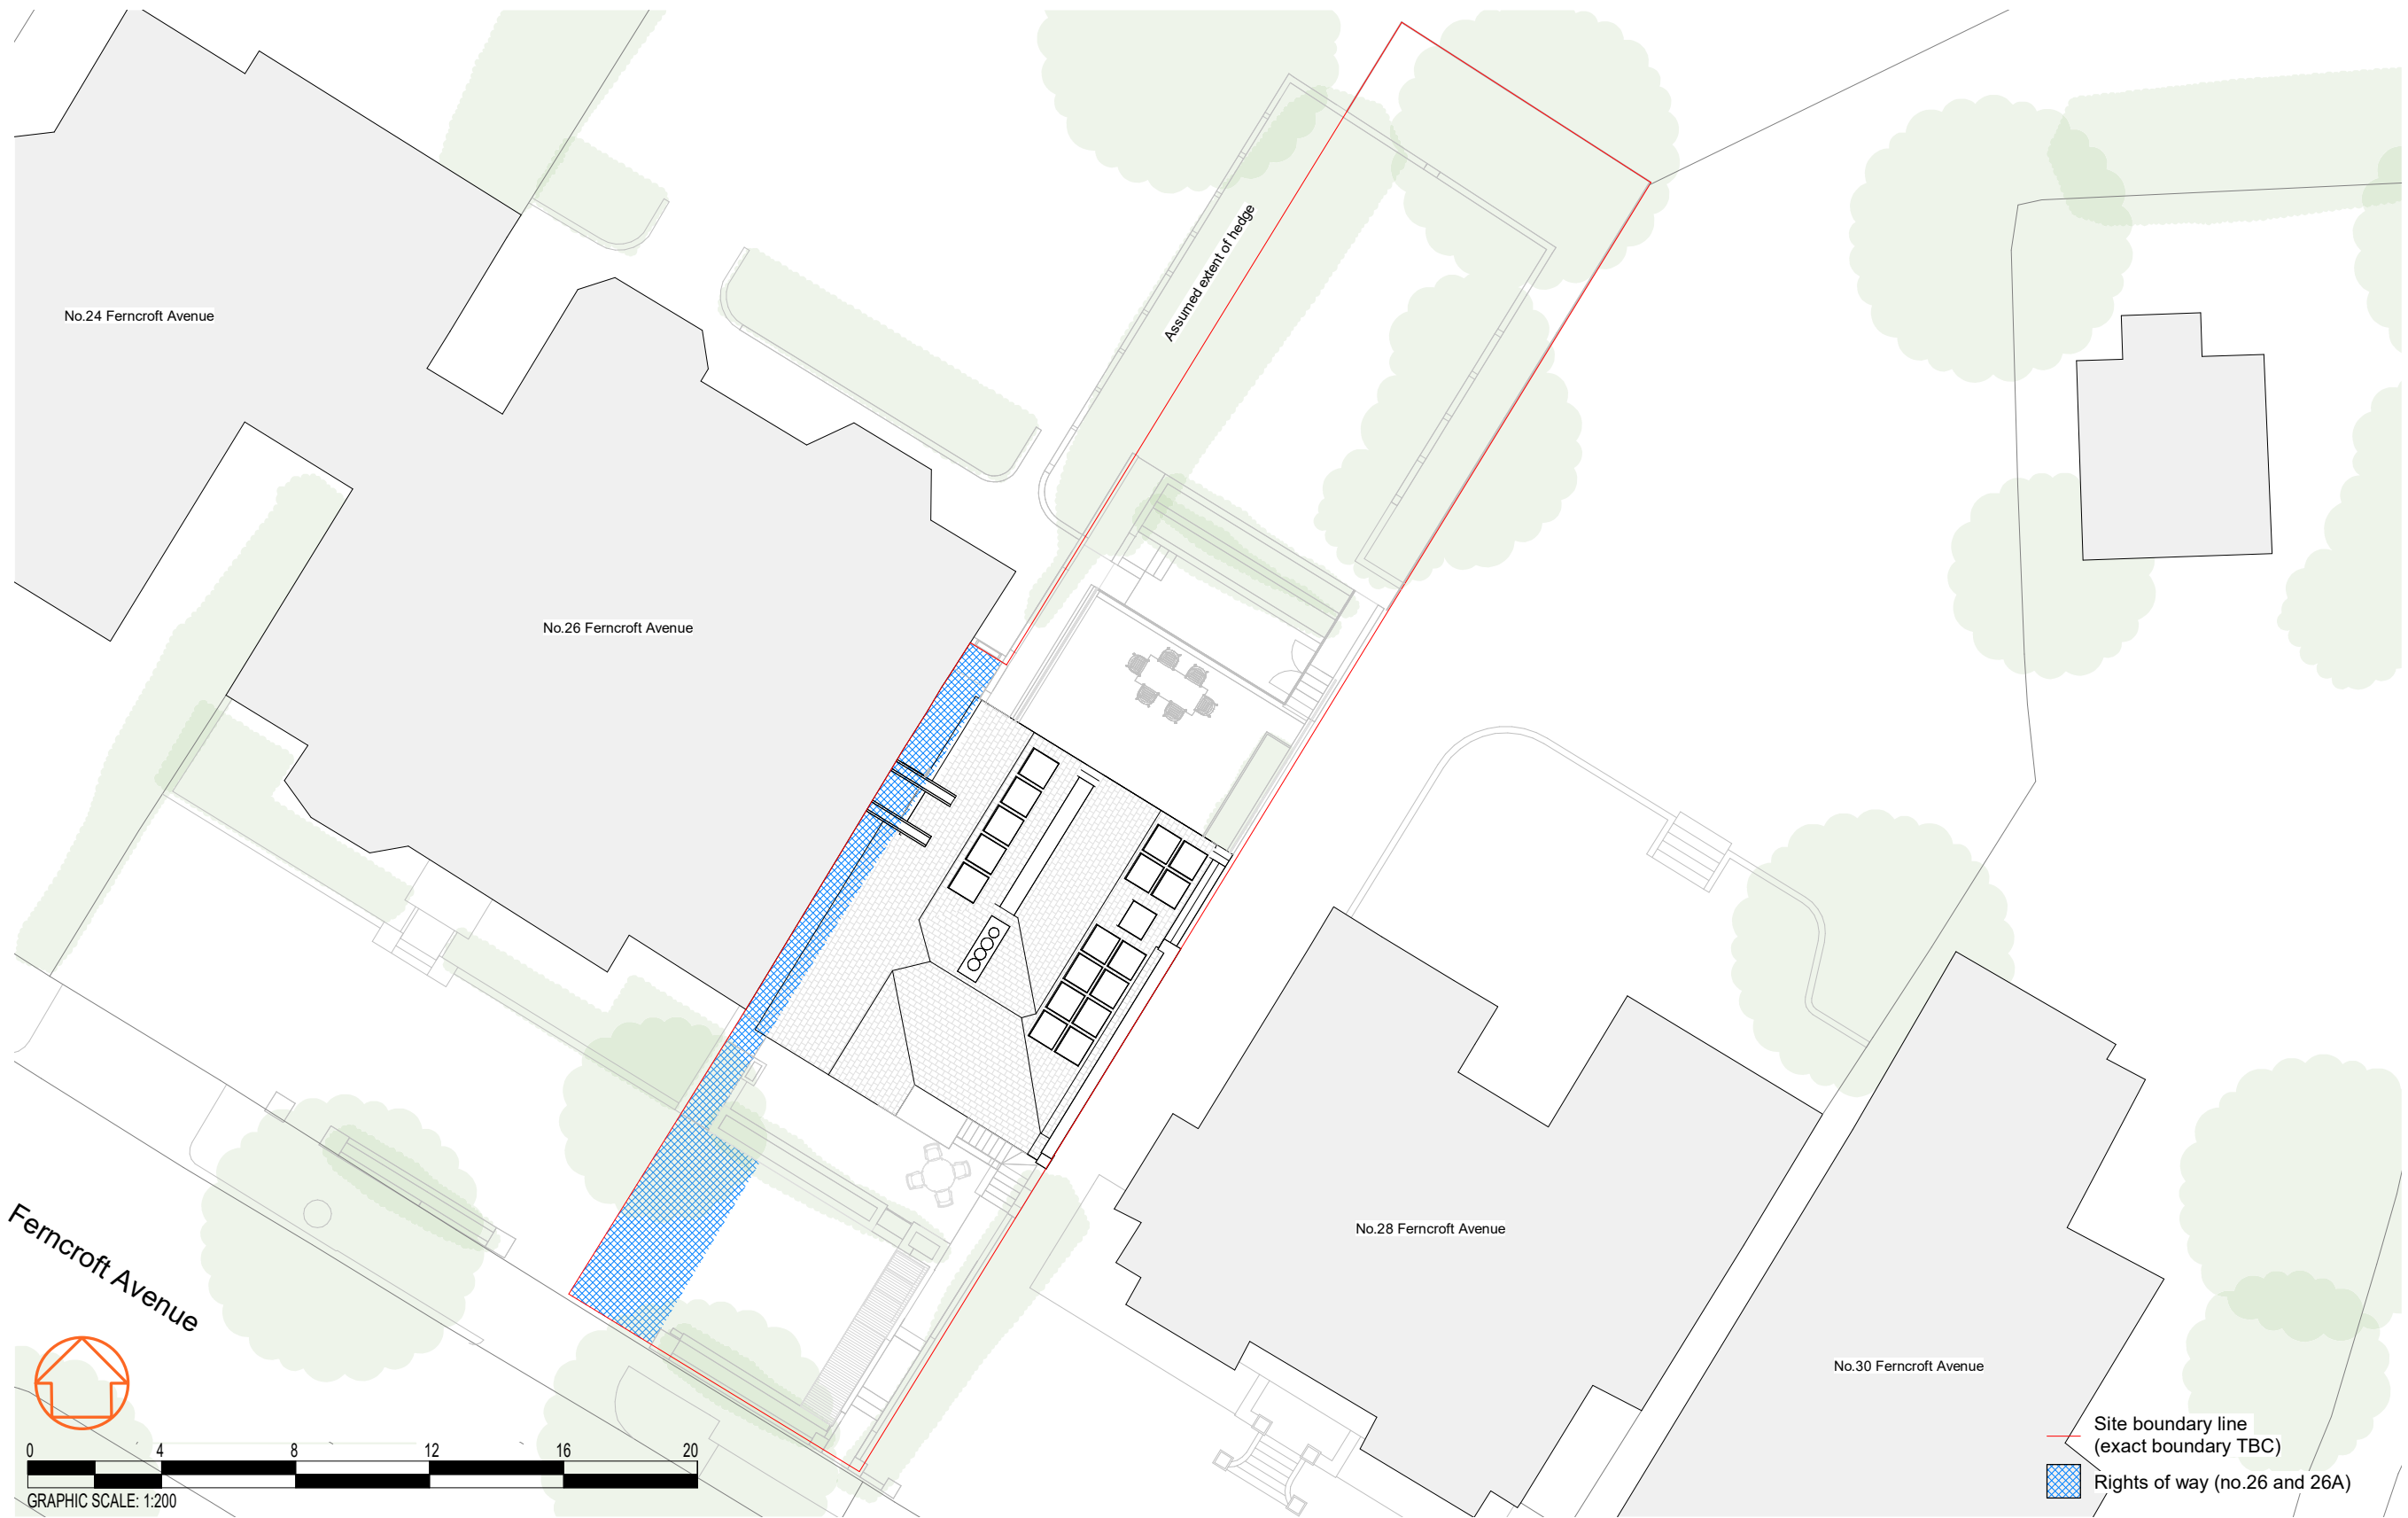 Assumed extent of hedge
No.24 Ferncroft Avenue
No.26 Ferncroft Avenue
No.28 Ferncroft Avenue
Ferncroft Avenue
No.30 Ferncroft Avenue
0 4 8 12 16 20
GRAPHIC SCALE: 1:200
Site boundary line
(exact boundary TBC)
Rights of way (no.26 and 26A)